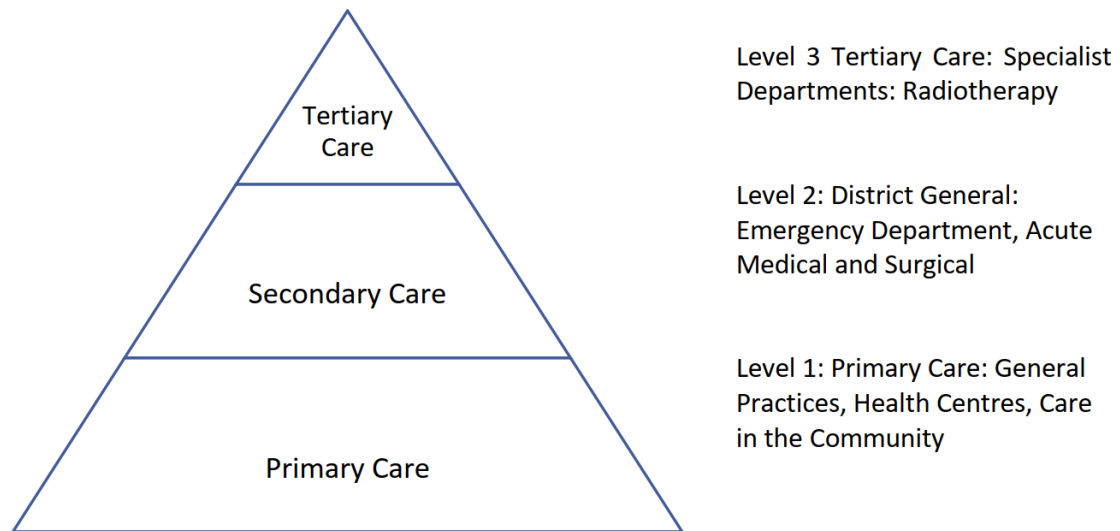 Tertiary
Care
Level 3 Tertiary Care: Specialist
Departments: Radiotherapy
Secondary Care
Level 2: District General:
Emergency Department, Acute
Medical and Surgical
Primary Care
Level 1: Primary Care: General
Practices, Health Centres, Care
in the Community